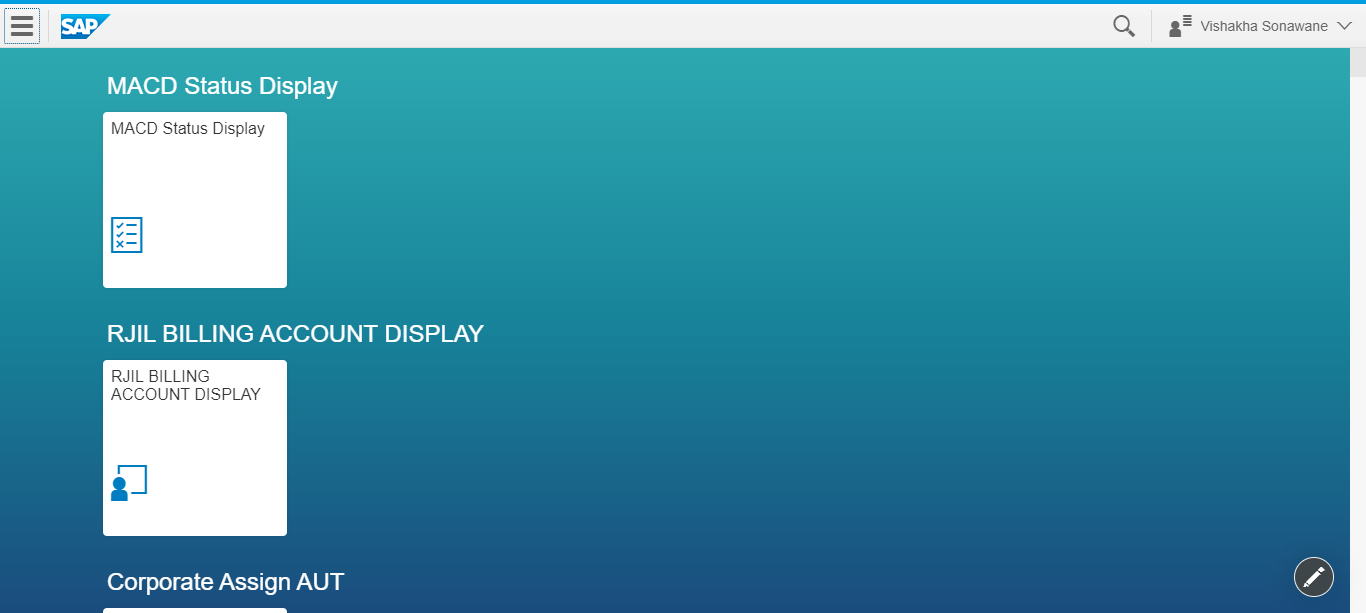 SAP
Vishakha Sonawane
MACD Status Display
MACD Status Display
RJIL BILLING ACCOUNT DISPLAY
RJIL BILLING
ACCOUNT DISPLAY
Corporate Assign AUT